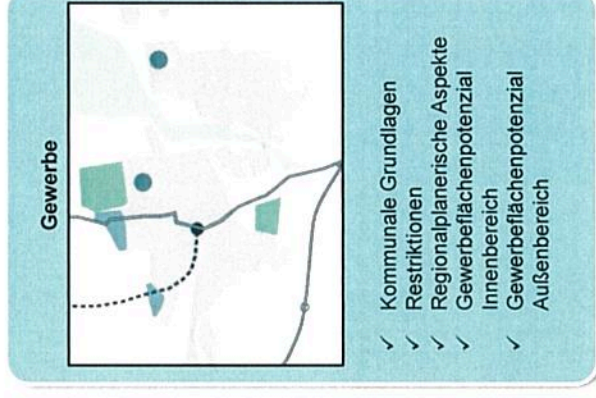 Gewerbe
✓ Kommunale Grundlagen
✓ Restriktionen
✓ Regionalplanerische Aspekte
✓ Gewerbeflächenpotenzial
Innenbereich
✓ Gewerbeflächenpotenzial
Außenbereich